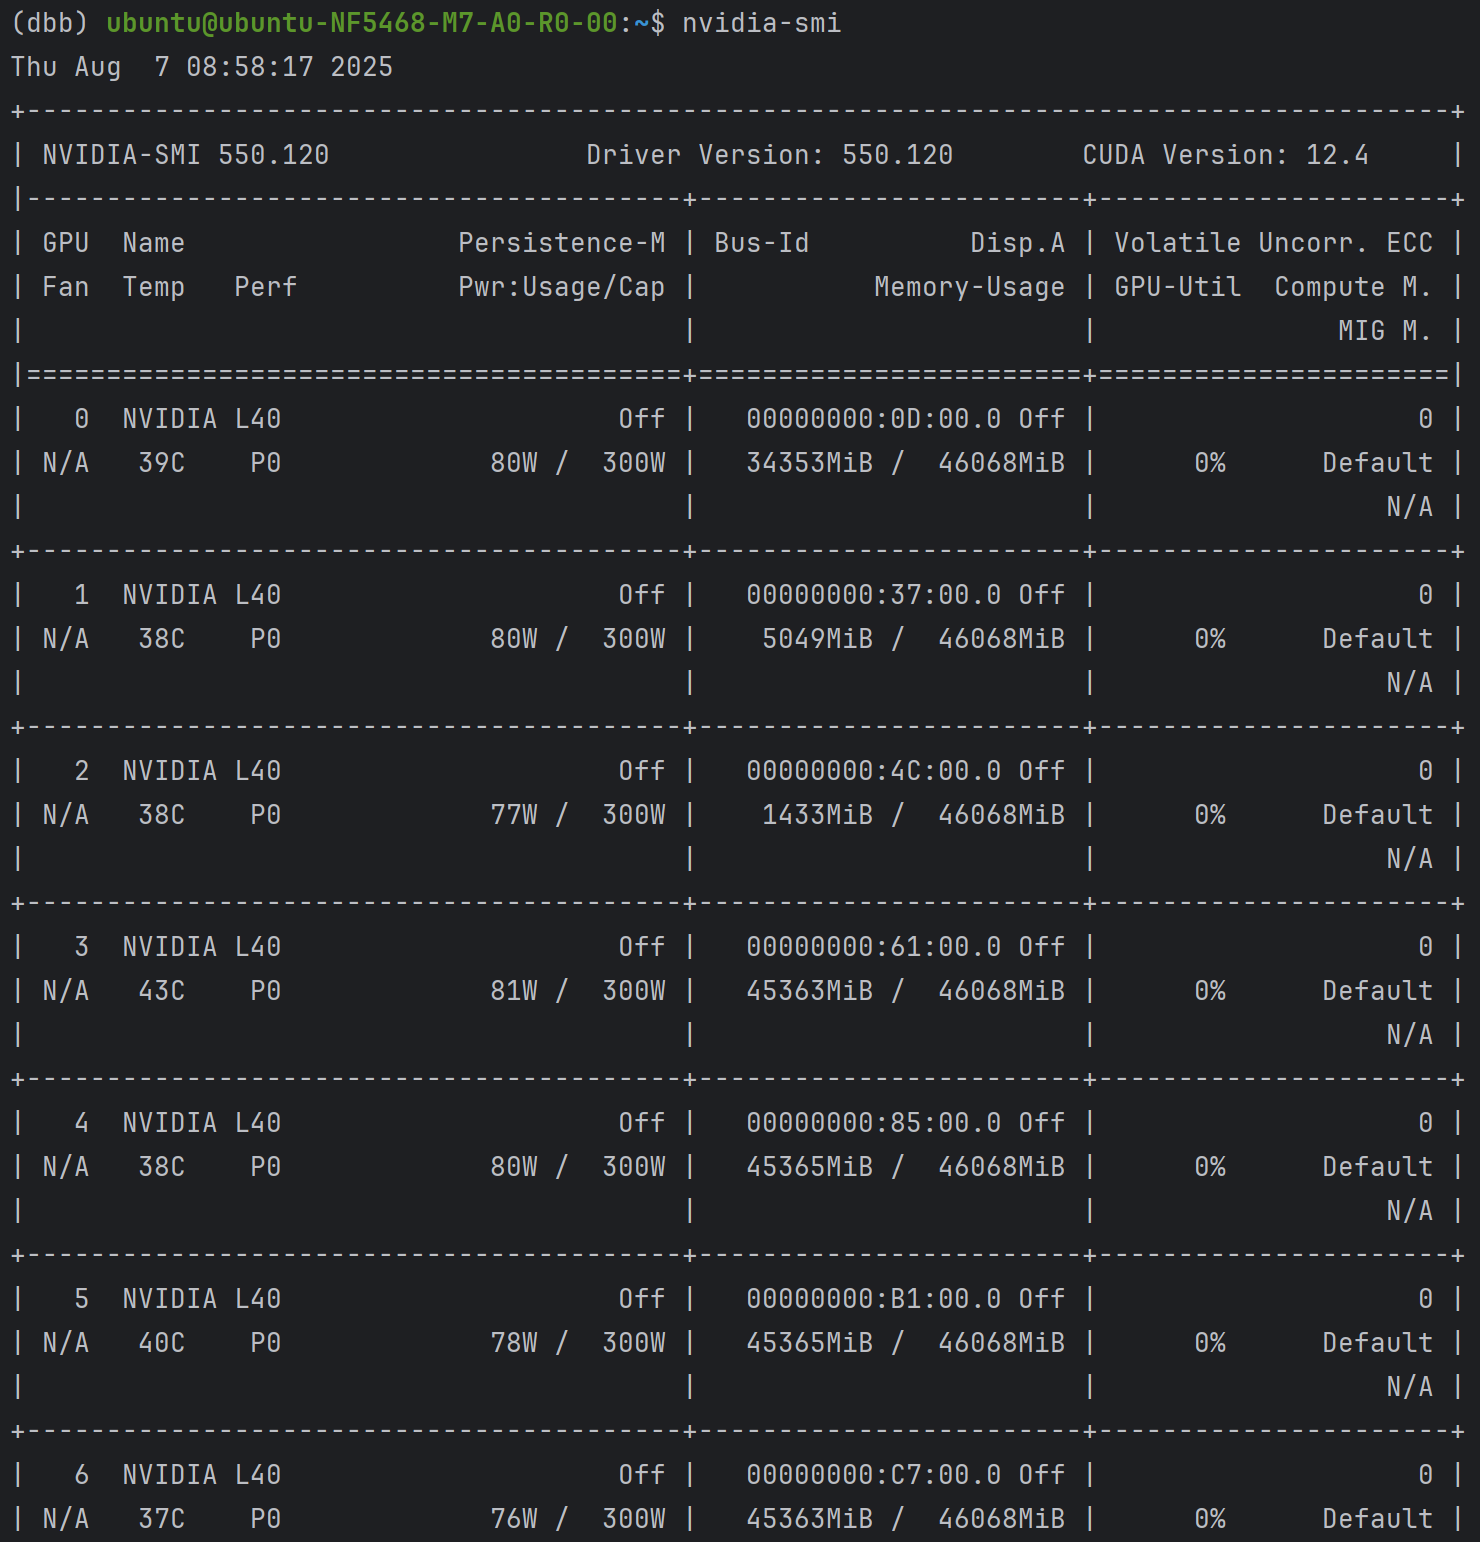 (dbb) ubuntu@ubuntu-NF5468-M7-A0-R0-00:~$ nvidia-smi
Thu Aug  7 08:58:17 2025
+-----------------------------------------------------------------------------------------+
| NVIDIA-SMI 550.120                Driver Version: 550.120        CUDA Version: 12.4     |
|-----------------------------------------+------------------------+----------------------+
| GPU  Name                 Persistence-M | Bus-Id          Disp.A | Volatile Uncorr. ECC |
| Fan  Temp   Perf          Pwr:Usage/Cap |           Memory-Usage | GPU-Util  Compute M. |
|                                         |                        |               MIG M. |
|=========================================+========================+======================|
|   0  NVIDIA L40                     Off |   00000000:0D:00.0 Off |                    0 |
| N/A   39C    P0              80W /  300W |   34353MiB /  46068MiB |      0%      Default |
|                                         |                        |                  N/A |
+-----------------------------------------+------------------------+----------------------+
|   1  NVIDIA L40                     Off |   00000000:37:00.0 Off |                    0 |
| N/A   38C    P0              80W /  300W |    5049MiB /  46068MiB |      0%      Default |
|                                         |                        |                  N/A |
+-----------------------------------------+------------------------+----------------------+
|   2  NVIDIA L40                     Off |   00000000:4C:00.0 Off |                    0 |
| N/A   38C    P0              77W /  300W |    1433MiB /  46068MiB |      0%      Default |
|                                         |                        |                  N/A |
+-----------------------------------------+------------------------+----------------------+
|   3  NVIDIA L40                     Off |   00000000:61:00.0 Off |                    0 |
| N/A   43C    P0              81W /  300W |   45363MiB /  46068MiB |      0%      Default |
|                                         |                        |                  N/A |
+-----------------------------------------+------------------------+----------------------+
|   4  NVIDIA L40                     Off |   00000000:85:00.0 Off |                    0 |
| N/A   38C    P0              80W /  300W |   45365MiB /  46068MiB |      0%      Default |
|                                         |                        |                  N/A |
+-----------------------------------------+------------------------+----------------------+
|   5  NVIDIA L40                     Off |   00000000:B1:00.0 Off |                    0 |
| N/A   40C    P0              78W /  300W |   45365MiB /  46068MiB |      0%      Default |
|                                         |                        |                  N/A |
+-----------------------------------------+------------------------+----------------------+
|   6  NVIDIA L40                     Off |   00000000:C7:00.0 Off |                    0 |
| N/A   37C    P0              76W /  300W |   45363MiB /  46068MiB |      0%      Default |